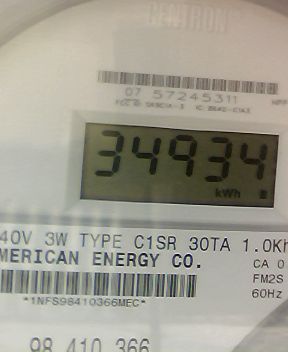 CENTRON
07 57245311
34934
kWh
40V 3W TYPE C1SR 30TA 1.0Kh
MERICAN ENERGY CO.
CA 0
FM2S
60Hz
*1NFS98410366MEC*
98 410 366